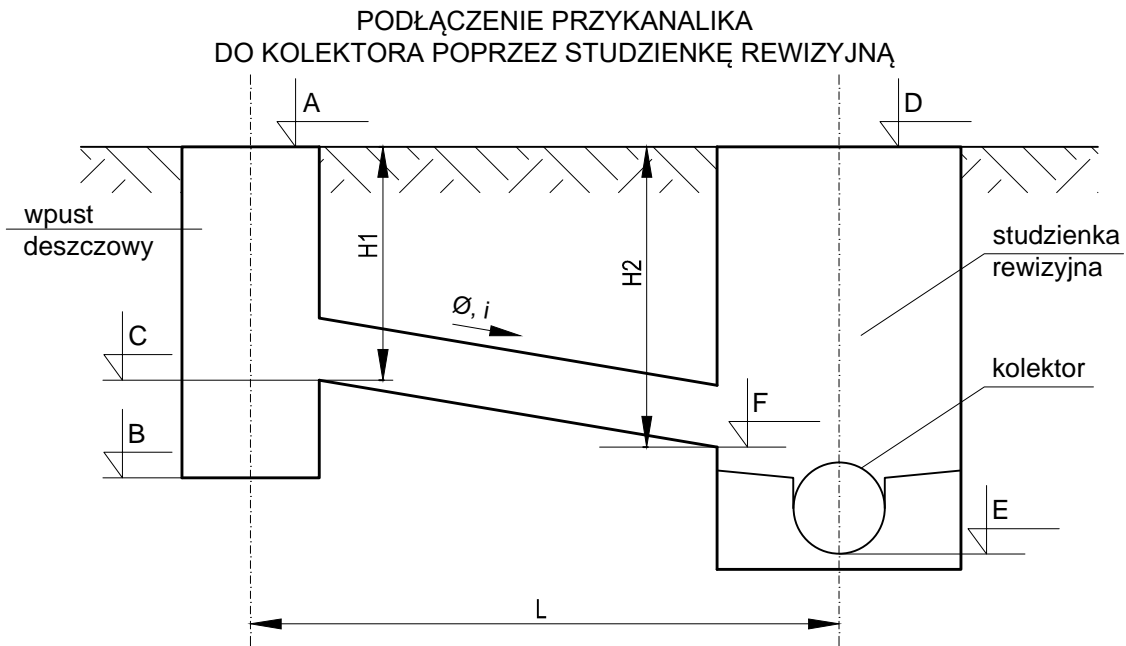 PODŁĄCZENIE PRZYKANALIKA
DO KOLEKTORA POPRZEZ STUDZIENKĘ REWIZYJNĄ
A
D
wpust
deszczowy
H1
H2
studzienka
rewizyjna
Ø, i
C
kolektor
F
B
E
L